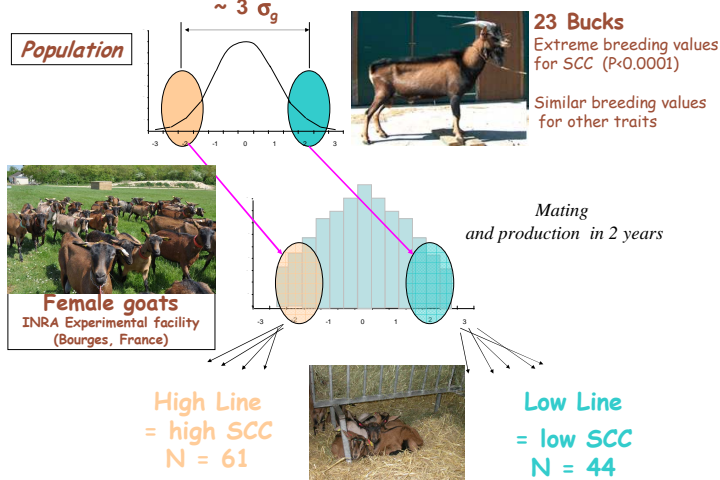 ~ 3 σg
Population
23 Bucks
Extreme breeding values
for SCC (P<0.0001)
Similar breeding values
for other traits
-3 -2 -1 0 1 2 3
Mating
and production in 2 years
Female goats
INRA Experimental facility
(Bourges, France)
-3 -2 -1 0 1 2 3
High Line
= high SCC
N = 61
Low Line
= low SCC
N = 44